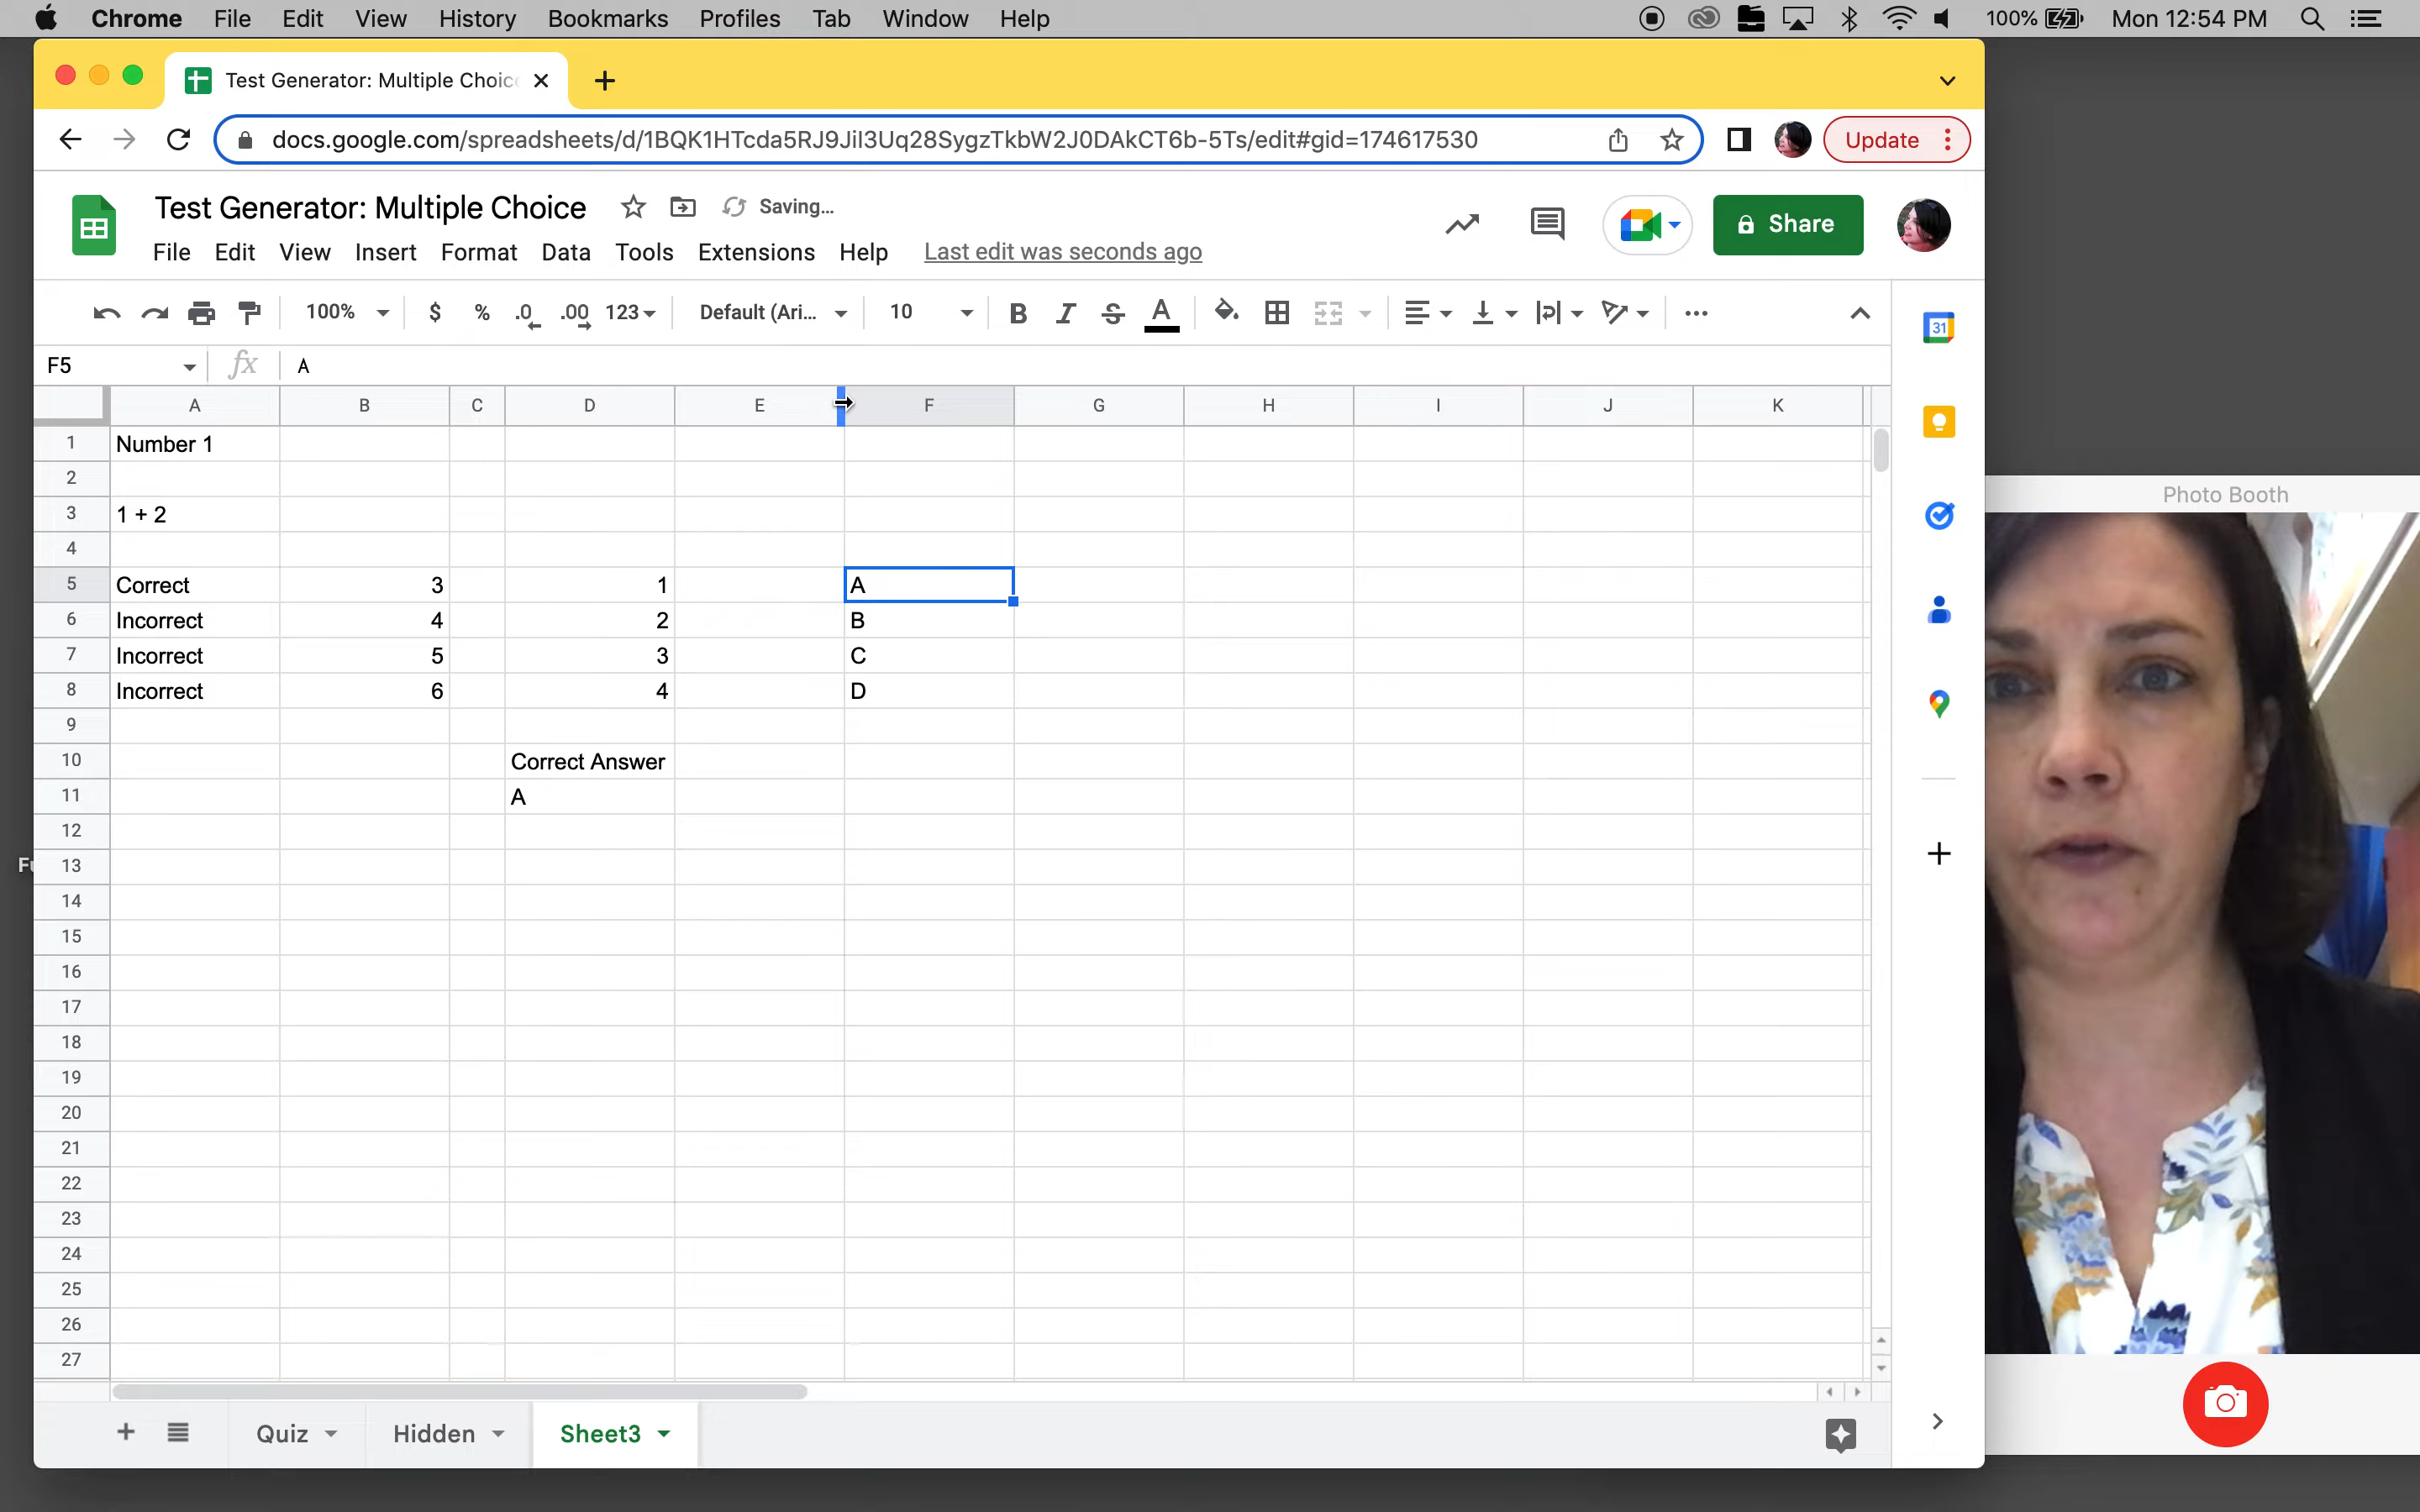 Chrome File Edit View History Bookmarks Profiles Tab Window Help 100% Mon 12:54 PM
Test Generator: Multiple Choic
docs.google.com/spreadsheets/d/1BQK1HTcda5RJ9JiI3Uq28SygzTkbW2J0DAkCT6b-5Ts/edit#gid=174617530 Update
Test Generator: Multiple Choice Saving...
File Edit View Insert Format Data Tools Extensions Help Last edit was seconds ago Share
100% $ % .0 .00 123 Default (Ari... 10 B I S A 31
F5 fx A
A B C D E F G H I J K
1 Number 1
2
3 1 + 2
4
5 Correct 3 1 A
6 Incorrect 4 2 B
7 Incorrect 5 3 C
8 Incorrect 6 4 D
9
10 Correct Answer
11 A
12
13
14
15
16
17
18
19
20
21
22
23
24
25
26
27
Quiz Hidden Sheet3
Photo Booth